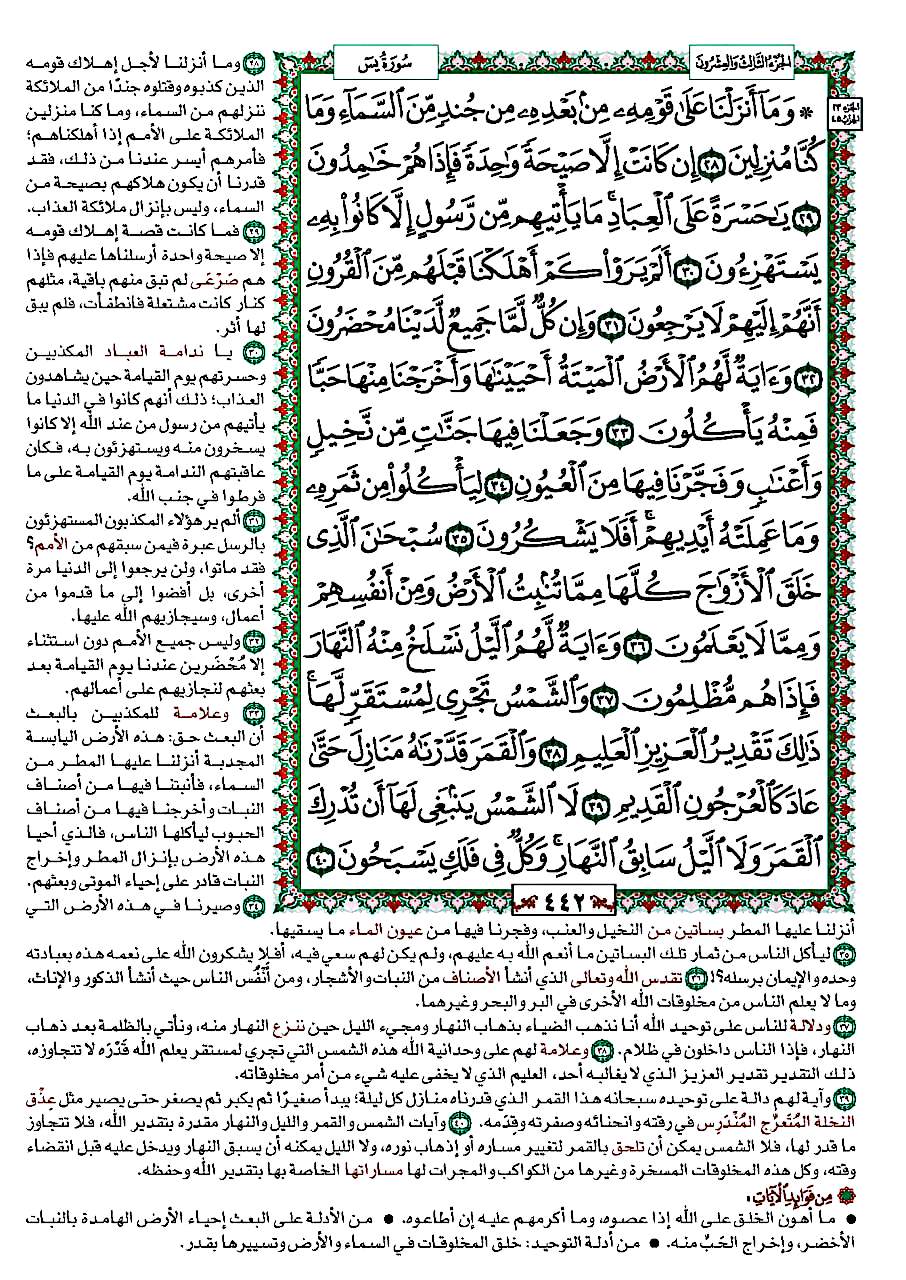 الجزء الثالث والعشرون
سورة يس
الجزء ٢٣
الحزب ٤٥
* وَمَآ أَنزَلْنَا عَلَىٰ قَوْمِهِۦ مِنۢ بَعْدِهِۦ مِن جُندٍ مِّنَ ٱلسَّمَآءِ وَمَا
كُنَّا مُنزِلِينَ ٢٨ إِن كَانَتْ إِلَّا صَيْحَةً وَٰحِدَةً فَإِذَا هُمْ خَٰمِدُونَ
٢٩ يَٰحَسْرَةً عَلَى ٱلْعِبَادِ ۚ مَا يَأْتِيهِم مِّن رَّسُولٍ إِلَّا كَانُوا۟ بِهِۦ
يَسْتَهْزِءُونَ ٣٠ أَلَمْ يَرَوْا۟ كَمْ أَهْلَكْنَا قَبْلَهُم مِّنَ ٱلْقُرُونِ
أَنَّهُمْ إِلَيْهِمْ لَا يَرْجِعُونَ ٣١ وَإِن كُلٌّ لَّمَّا جَمِيعٌ لَّدَيْنَا مُحْضَرُونَ
٣٢ وَءَايَةٌ لَّهُمُ ٱلْأَرْضُ ٱلْمَيْتَةُ أَحْيَيْنَٰهَا وَأَخْرَجْنَا مِنْهَا حَبًّا
فَمِنْهُ يَأْكُلُونَ ٣٣ وَجَعَلْنَا فِيهَا جَنَّٰتٍ مِّن نَّخِيلٍ
وَأَعْنَٰبٍ وَفَجَّرْنَا فِيهَا مِنَ ٱلْعُيُونِ ٣٤ لِيَأْكُلُوا۟ مِن ثَمَرِهِۦ
وَمَا عَمِلَتْهُ أَيْدِيهِمْ ۖ أَفَلَا يَشْكُرُونَ ٣٥ سُبْحَٰنَ ٱلَّذِى
خَلَقَ ٱلْأَزْوَٰجَ كُلَّهَا مِمَّا تُنۢبِتُ ٱلْأَرْضُ وَمِنْ أَنفُسِهِمْ
وَمِمَّا لَا يَعْلَمُونَ ٣٦ وَءَايَةٌ لَّهُمُ ٱلَّيْلُ نَسْلَخُ مِنْهُ ٱلنَّهَارَ
فَإِذَا هُم مُّظْلِمُونَ ٣٧ وَٱلشَّمْسُ تَجْرِى لِمُسْتَقَرٍّ لَّهَا ۚ
ذَٰلِكَ تَقْدِيرُ ٱلْعَزِيزِ ٱلْعَلِيمِ ٣٨ وَٱلْقَمَرَ قَدَّرْنَٰهُ مَنَازِلَ حَتَّىٰ
عَادَ كَٱلْعُرْجُونِ ٱلْقَدِيمِ ٣٩ لَا ٱلشَّمْسُ يَنۢبَغِى لَهَآ أَن تُدْرِكَ
ٱلْقَمَرَ وَلَا ٱلَّيْلُ سَابِقُ ٱلنَّهَارِ ۚ وَكُلٌّ فِى فَلَكٍ يَسْبَحُونَ ٤٠
٤٤٢
٢٨ وما أنزلنا لأجل إهلاك قومه
الذين كذبوه وقتلوه جندًا من الملائكة
ننزلهم من السماء، وما كنا منزلين
الملائكة على الأمم إذا أهلكناهم؛
فأمرهم أيسر عندنا من ذلك، فقد
قدرنا أن يكون هلاكهم بصيحة من
السماء، وليس بإنزال ملائكة العذاب.
٢٩ فما كانت قصة إهلاك قومه
إلا صيحة واحدة أرسلناها عليهم فإذا
هم صَرْعَى لم تبق منهم باقية، مثلهم
كنار كانت مشتعلة فانطفأت، فلم يبق
لها أثر.
٣٠ يا ندامة العباد المكذبين
وحسرتهم يوم القيامة حين يشاهدون
العذاب؛ ذلك أنهم كانوا في الدنيا ما
يأتيهم من رسول من عند الله إلا كانوا
يسخرون منه ويستهزئون به، فكان
عاقبتهم الندامة يوم القيامة على ما
فرطوا في جنب الله.
٣١ ألم ير هؤلاء المكذبون المستهزئون
بالرسل عبرة فيمن سبقهم من الأمم؟
فقد ماتوا، ولن يرجعوا إلى الدنيا مرة
أخرى، بل أفضوا إلى ما قدموا من
أعمال، وسيجازيهم الله عليها.
٣٢ وليس جميع الأمم دون استثناء
إلا مُحْضَرين عندنا يوم القيامة بعد
بعثهم لنجازيهم على أعمالهم.
٣٣ وعلامة للمكذبين بالبعث
أن البعث حق: هذه الأرض اليابسة
المجدبة أنزلنا عليها المطر من
السماء، فأنبتنا فيها من أصناف
النبات وأخرجنا فيها من أصناف
الحبوب ليأكلها الناس، فالذي أحيا
هذه الأرض بإنزال المطر وإخراج
النبات قادر على إحياء الموتى وبعثهم.
٣٤ وصيرنا في هذه الأرض التي
أنزلنا عليها المطر بساتين من النخيل والعنب، وفجرنا فيها من عيون الماء ما يسقيها.
٣٥ ليأكل الناس من ثمار تلك البساتين ما أنعم الله به عليهم، ولم يكن لهم سعي فيه، أفلا يشكرون الله على نعمه هذه بعبادته
وحده والإيمان برسله؟! ٣٦ تقدس الله وتعالى الذي أنشأ الأصناف من النبات والأشجار، ومن أنْفُس الناس حيث أنشأ الذكور والإناث،
وما لا يعلم الناس من مخلوقات الله الأخرى في البر والبحر وغيرهما.
٣٧ ودلالة للناس على توحيد الله أنا نذهب الضياء بذهاب النهار ومجيء الليل حين ننزع النهار منه، ونأتي بالظلمة بعد ذهاب
النهار، فإذا الناس داخلون في ظلام. ٣٨ وعلامة لهم على وحدانية الله هذه الشمس التي تجري لمستقر يعلم الله قَدْرَه لا تتجاوزه،
ذلك التقدير تقدير العزيز الذي لا يغالبه أحد، العليم الذي لا يخفى عليه شيء من أمر مخلوقاته.
٣٩ وآية لهم دالة على توحيده سبحانه هذا القمر الذي قدرناه منازل كل ليلة؛ يبدأ صغيرًا ثم يكبر ثم يصغر حتى يصير مثل عِذْق
النخلة المُتَعرِّج المُنْدَرِس في رقته وانحنائه وصفرته وقِدَمه. ٤٠ وآيات الشمس والقمر والليل والنهار مقدرة بتقدير الله، فلا تتجاوز
ما قدر لها، فلا الشمس يمكن أن تلحق بالقمر لتغيير مساره أو إذهاب نوره، ولا الليل يمكنه أن يسبق النهار ويدخل عليه قبل انقضاء
وقته، وكل هذه المخلوقات المسخرة وغيرها من الكواكب والمجرات لها مساراتها الخاصة بها بتقدير الله وحفظه.
من فوائد الآيات:
• ما أهون الخلق على الله إذا عصوه، وما أكرمهم عليه إن أطاعوه. • من الأدلة على البعث إحياء الأرض الهامدة بالنبات
الأخضر، وإخراج الحَبِّ منه. • من أدلة التوحيد: خلق المخلوقات في السماء والأرض وتسييرها بقدر.